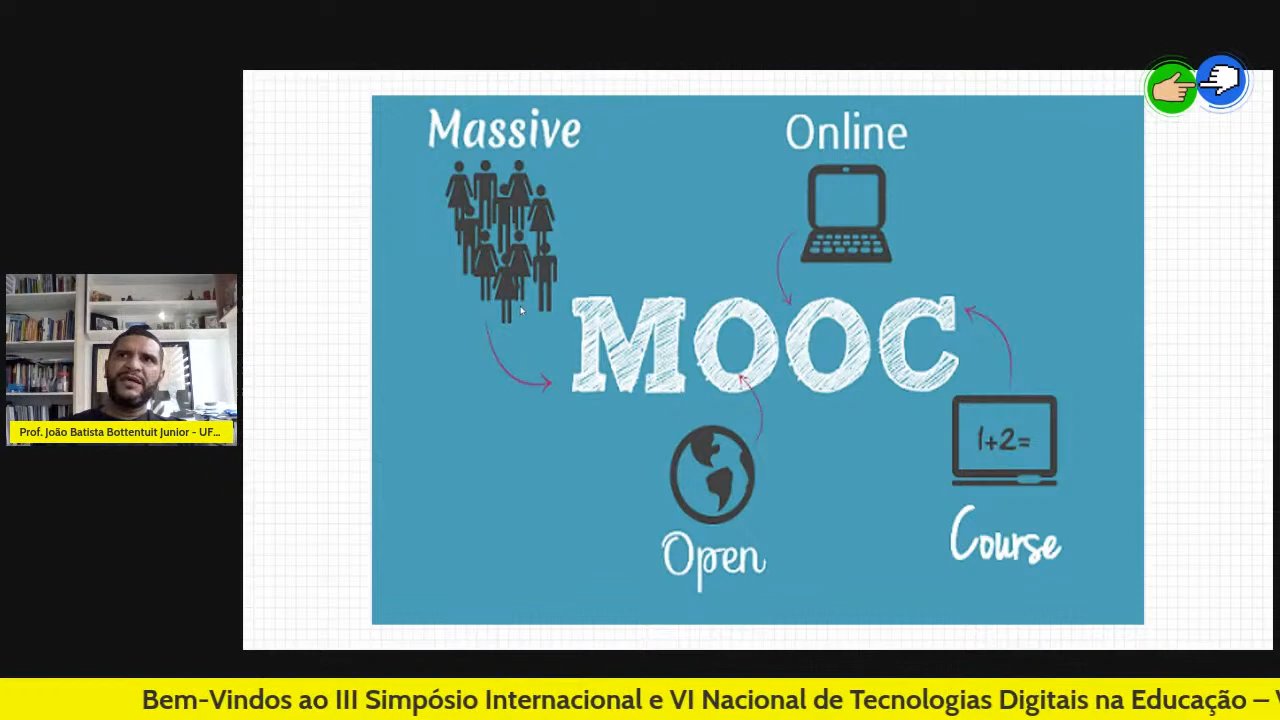 Massive
Online
MOOC
1+2=
Open
Course
Prof. João Batista Bottentuit Junior - UF...
Bem-Vindos ao III Simpósio Internacional e VI Nacional de Tecnologias Digitais na Educação –